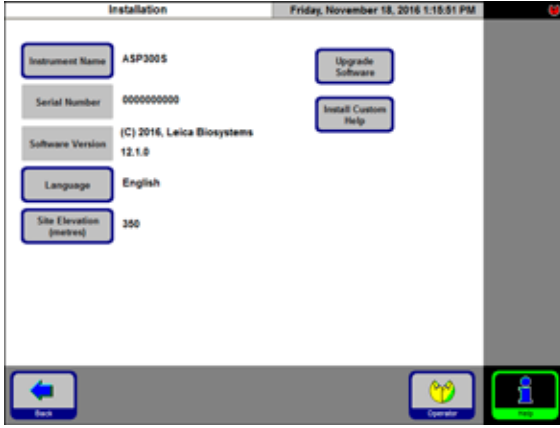 Installation
Friday, November 18, 2016 1:15:51 PM
Instrument Name
ASP300S
Upgrade
Software
Serial Number
0000000000
Install Custom
Help
Software Version
(C) 2016, Leica Biosystems
12.1.0
Language
English
Site Elevation
(metres)
350
Back
Operator
Help